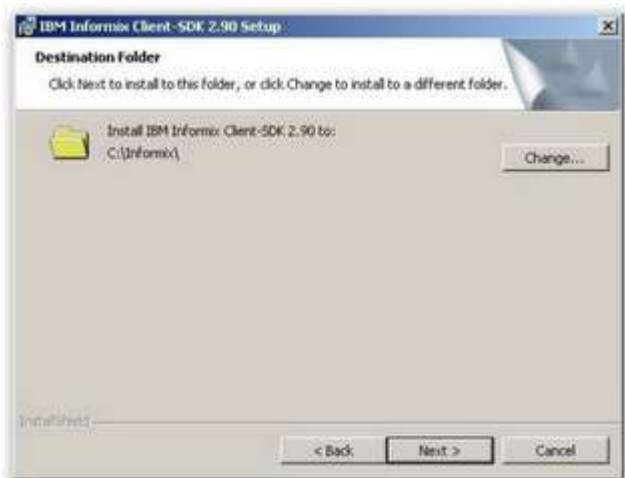 IBM Informix Client-SDK 2.90 Setup
Destination Folder
Click Next to install to this folder, or click Change to install to a different folder.
Install IBM Informix Client-SDK 2.90 to:
C:\Informix\
Change...
InstallShield
< Back
Next >
Cancel